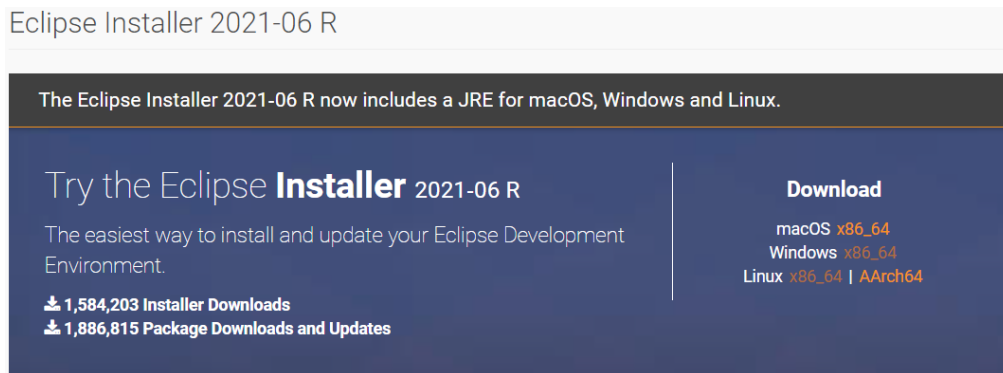 Eclipse Installer 2021-06 R
The Eclipse Installer 2021-06 R now includes a JRE for macOS, Windows and Linux.
Try the Eclipse Installer 2021-06 R
The easiest way to install and update your Eclipse Development
Environment.
1,584,203 Installer Downloads
1,886,815 Package Downloads and Updates
Download
macOS x86_64
Windows x86_64
Linux x86_64 | AArch64